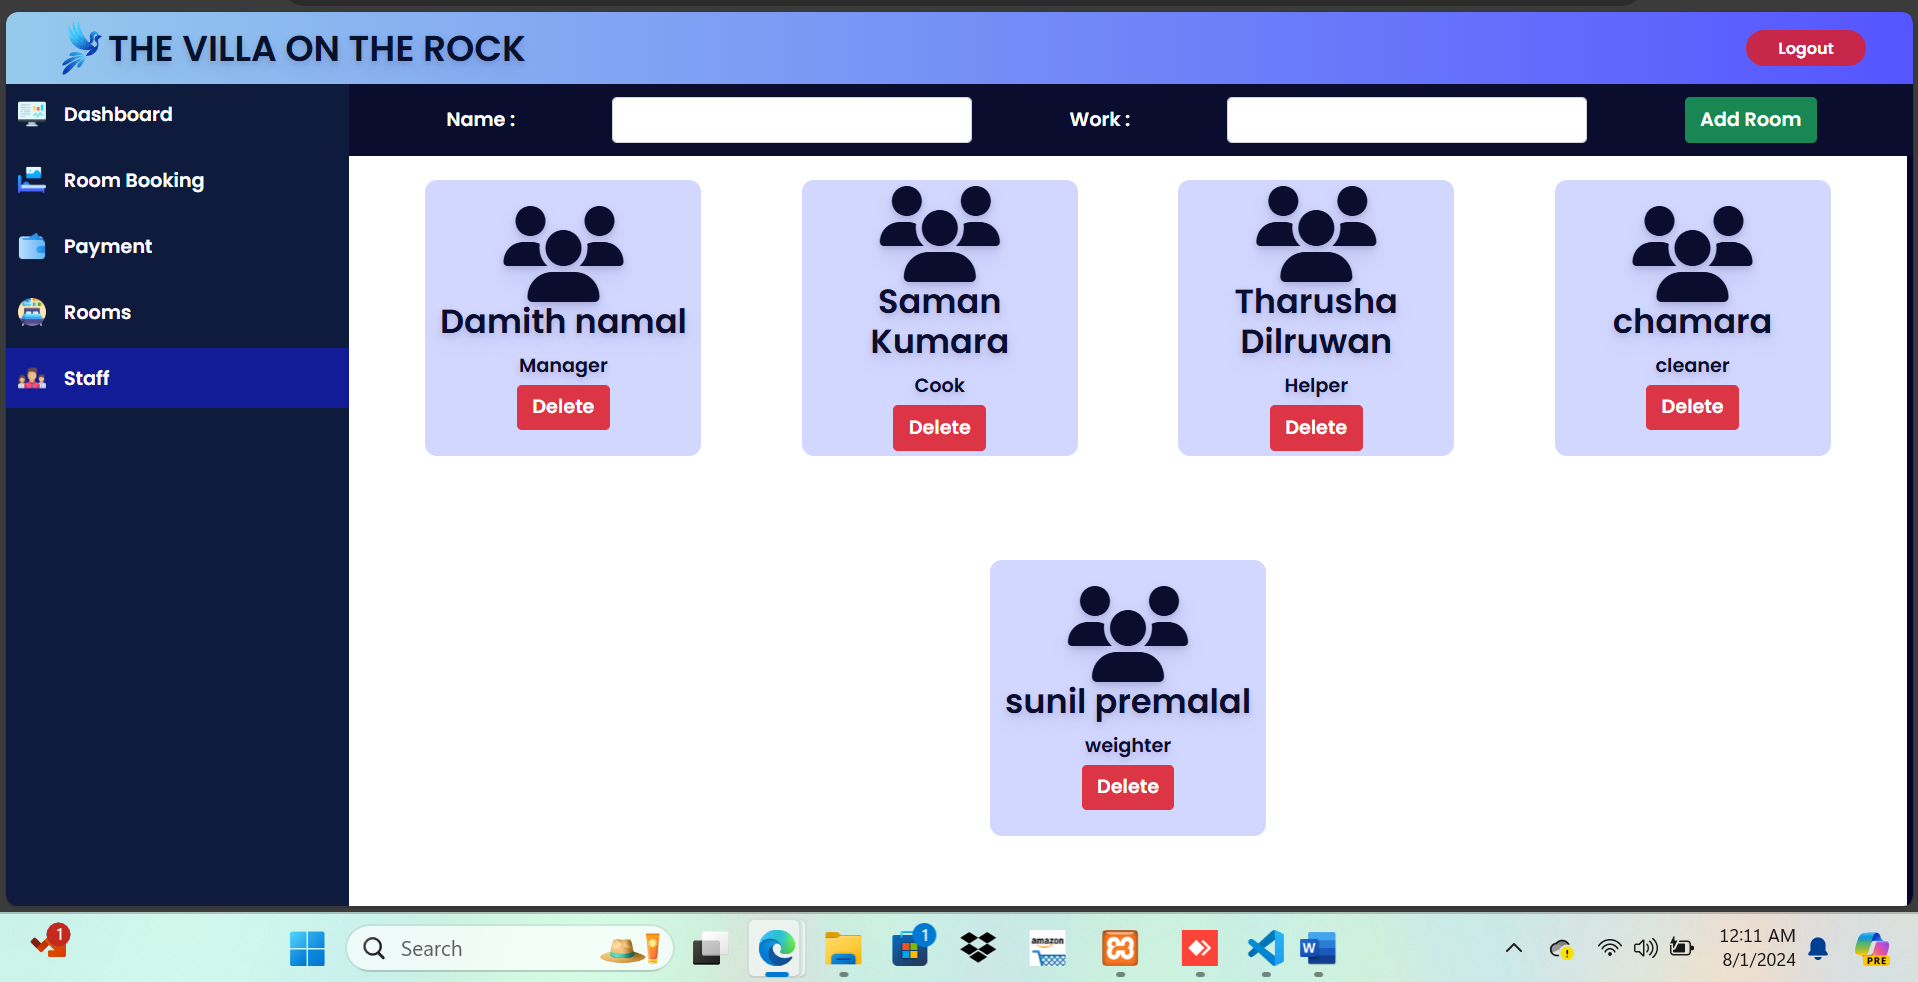 THE VILLA ON THE ROCK
Logout
Dashboard
Room Booking
Payment
Rooms
Staff
Name :
Work :
Add Room
Damith namal
Manager
Delete
Saman
Kumara
Cook
Delete
Tharusha
Dilruwan
Helper
Delete
chamara
cleaner
Delete
sunil premalal
weighter
Delete
1
Search
1
amazon
W
12:11 AM
8/1/2024
PRE